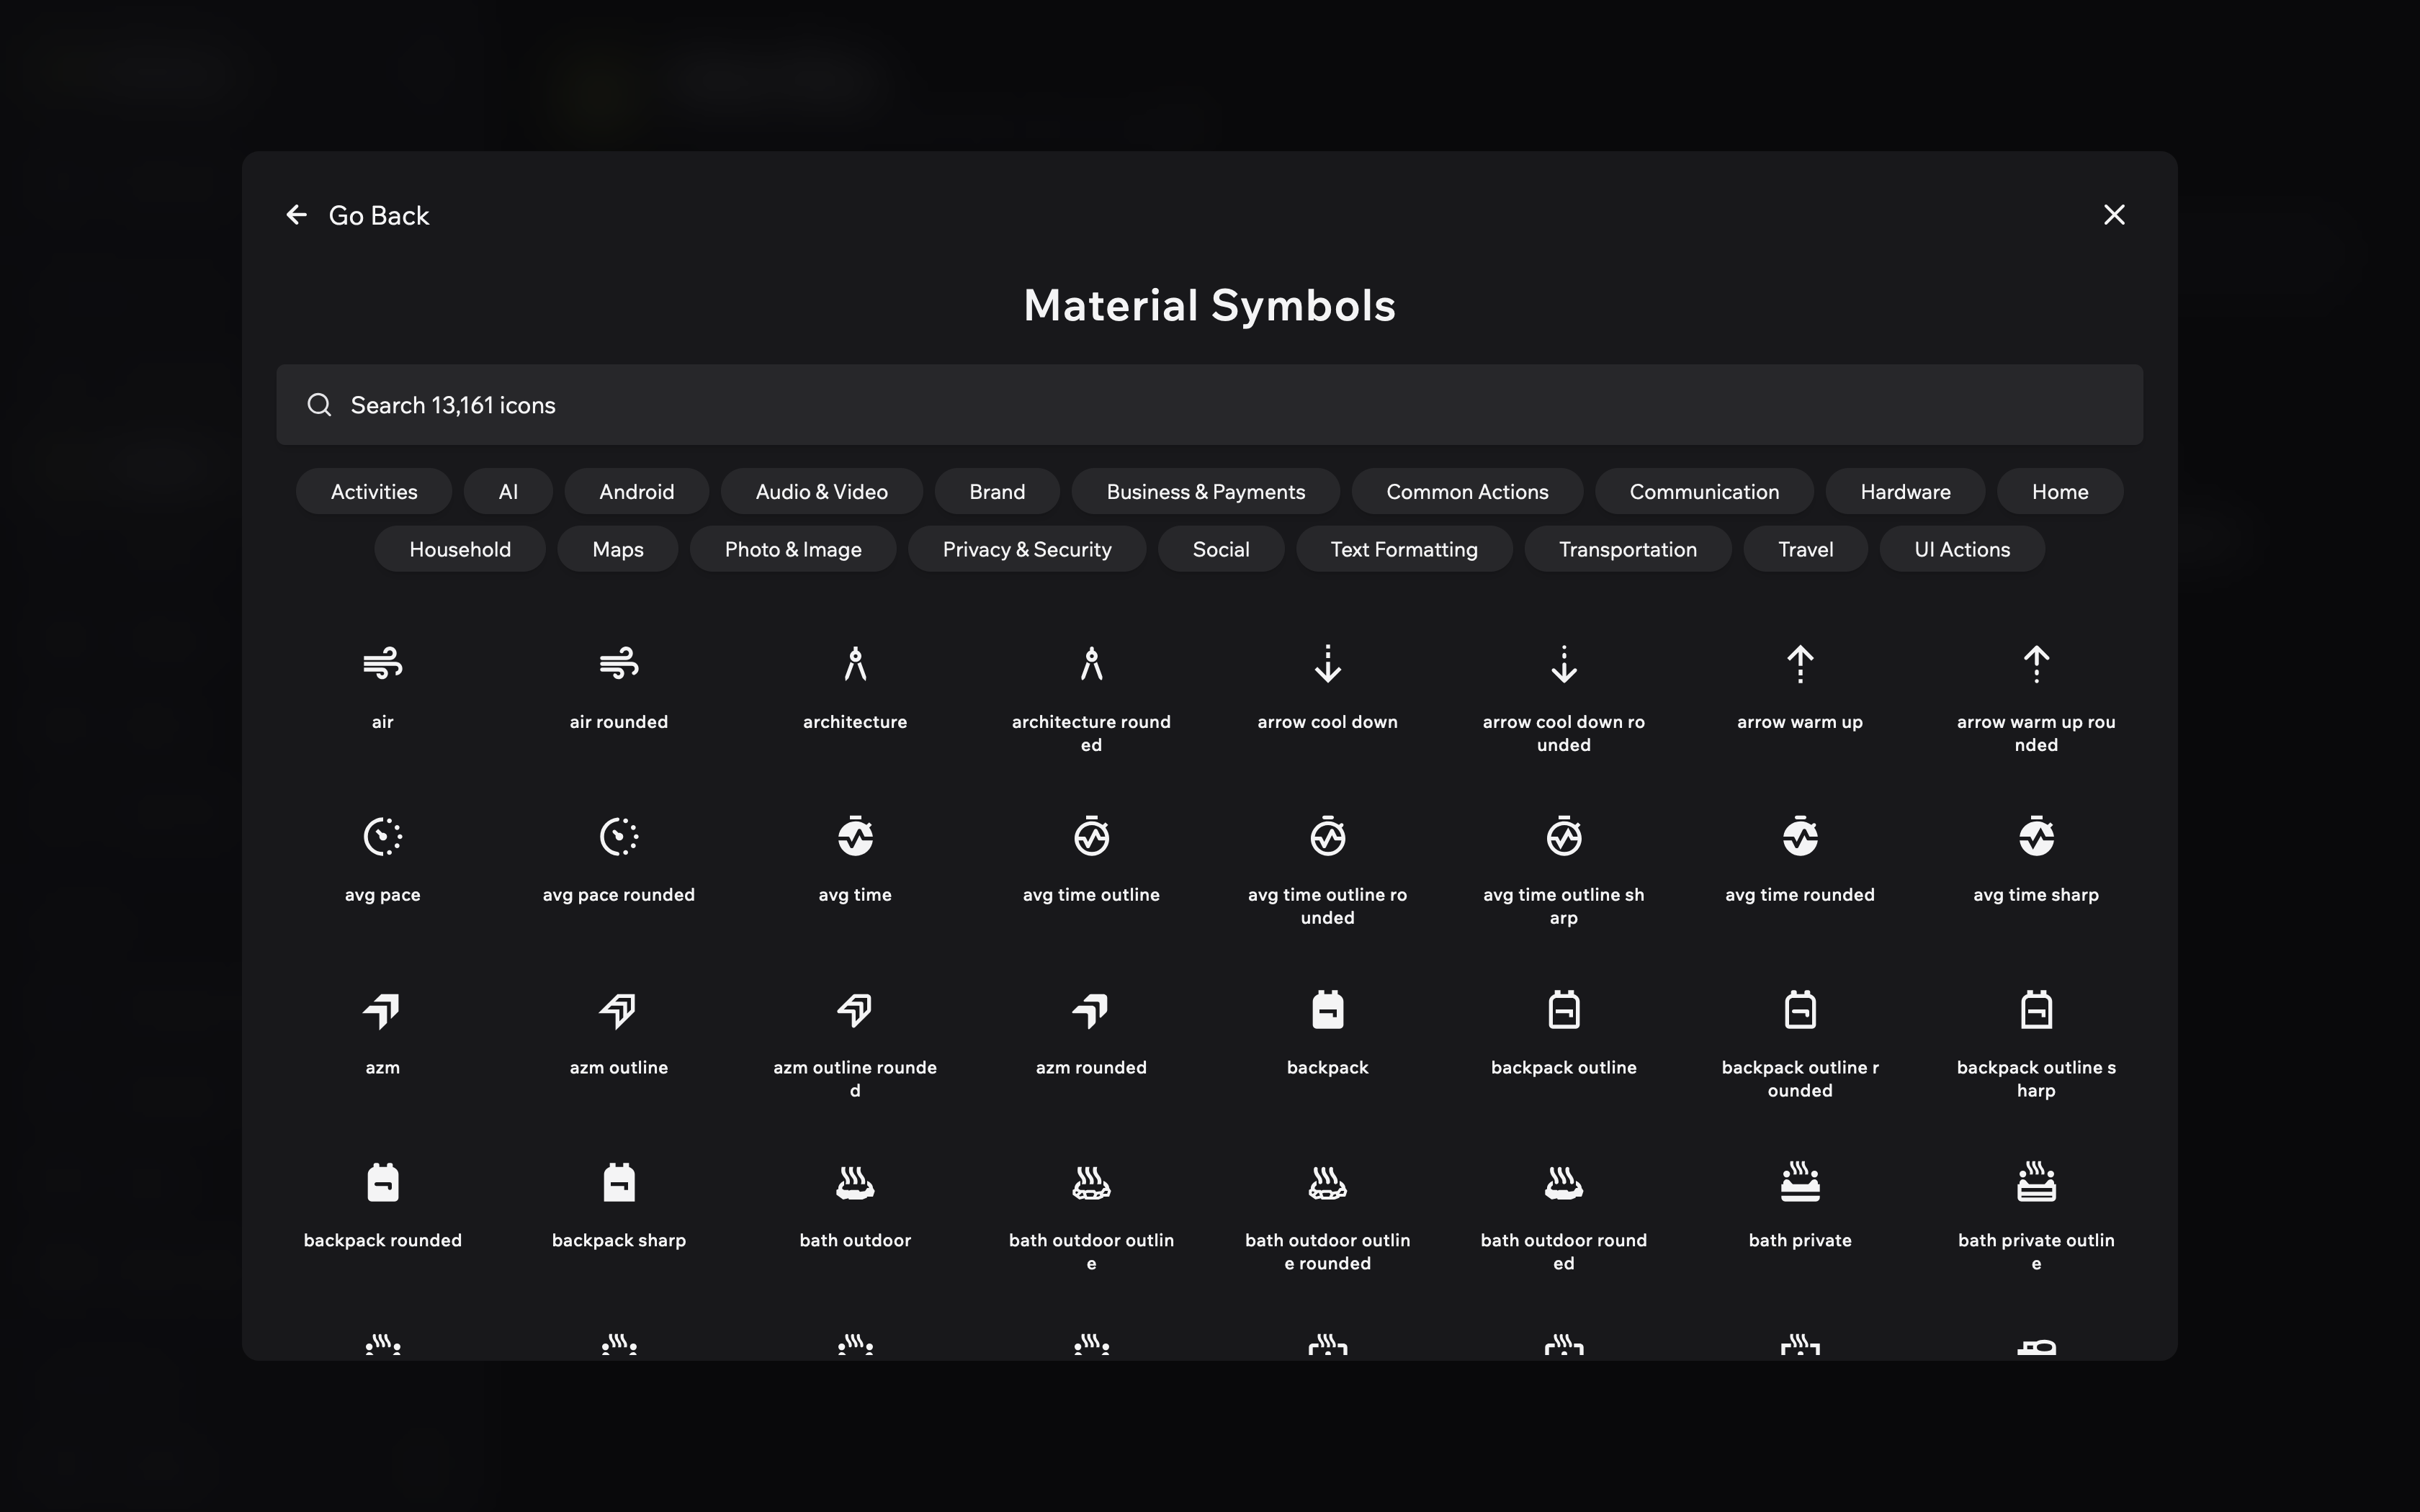 Go Back
Material Symbols
Search 13,161 icons
Activities AI Android Audio & Video Brand Business & Payments Common Actions Communication Hardware Home
Household Maps Photo & Image Privacy & Security Social Text Formatting Transportation Travel UI Actions
air
air rounded
architecture
architecture round
ed
arrow cool down
arrow cool down ro
unded
arrow warm up
arrow warm up rou
nded
avg pace
avg pace rounded
avg time
avg time outline
avg time outline ro
unded
avg time outline sh
arp
avg time rounded
avg time sharp
azm
azm outline
azm outline rounde
d
azm rounded
backpack
backpack outline
backpack outline r
ounded
backpack outline s
harp
backpack rounded
backpack sharp
bath outdoor
bath outdoor outlin
e
bath outdoor outlin
e rounded
bath outdoor round
ed
bath private
bath private outlin
e